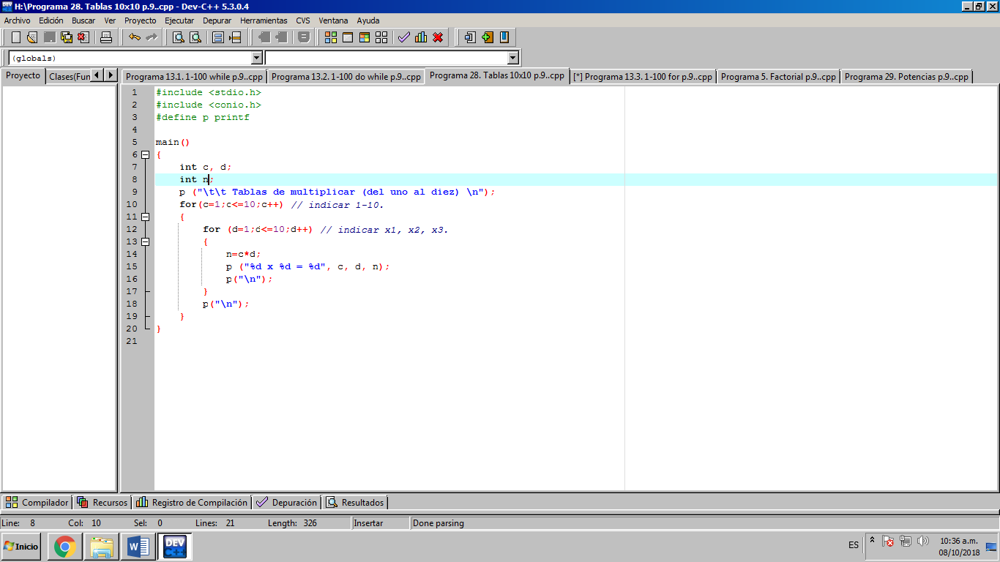 H:\Programa 28. Tablas 10x10 p.9..cpp - Dev-C++ 5.3.0.4
Archivo Edición Buscar Ver Proyecto Ejecutar Depurar Herramientas CVS Ventana Ayuda
(globals)
Proyecto Clases(Fun Programa 13.1. 1-100 while p.9..cpp Programa 13.2. 1-100 do while p.9..cpp Programa 28. Tablas 10x10 p.9..cpp [*] Programa 13.3. 1-100 for p.9..cpp Programa 5. Factorial p.9..cpp Programa 29. Potencias p.9..cpp
1 #include <stdio.h>
2 #include <conio.h>
3 #define p printf
4
5 main()
6 {
7 int c, d;
8 int n;
9 p ("\t\t Tablas de multiplicar (del uno al diez) \n");
10 for(c=1;c<=10;c++) // indicar 1-10.
11 {
12 for (d=1;d<=10;d++) // indicar x1, x2, x3.
13 {
14 n=c*d;
15 p ("%d x %d = %d", c, d, n);
16 p("\n");
17 }
18 p("\n");
19 }
20 }
21
Compilador Recursos Registro de Compilación Depuración Resultados
Line: 8 Col: 10 Sel: 0 Lines: 21 Length: 326 Insertar Done parsing
Inicio W DEV C++ ES 10:36 a.m.
08/10/2018